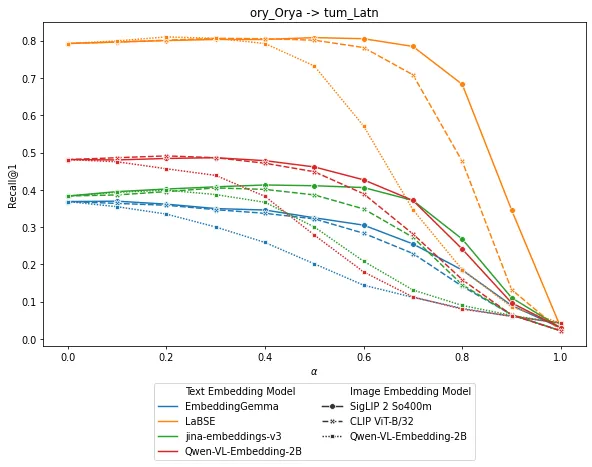 ory_Orya -> tum_Latn
Recall@1
0.8
0.7
0.6
0.5
0.4
0.3
0.2
0.1
0.0
0.0 0.2 0.4 0.6 0.8 1.0
α
Text Embedding Model
EmbeddingGemma
LaBSE
jina-embeddings-v3
Qwen-VL-Embedding-2B
Image Embedding Model
SigLIP 2 So400m
CLIP ViT-B/32
Qwen-VL-Embedding-2B